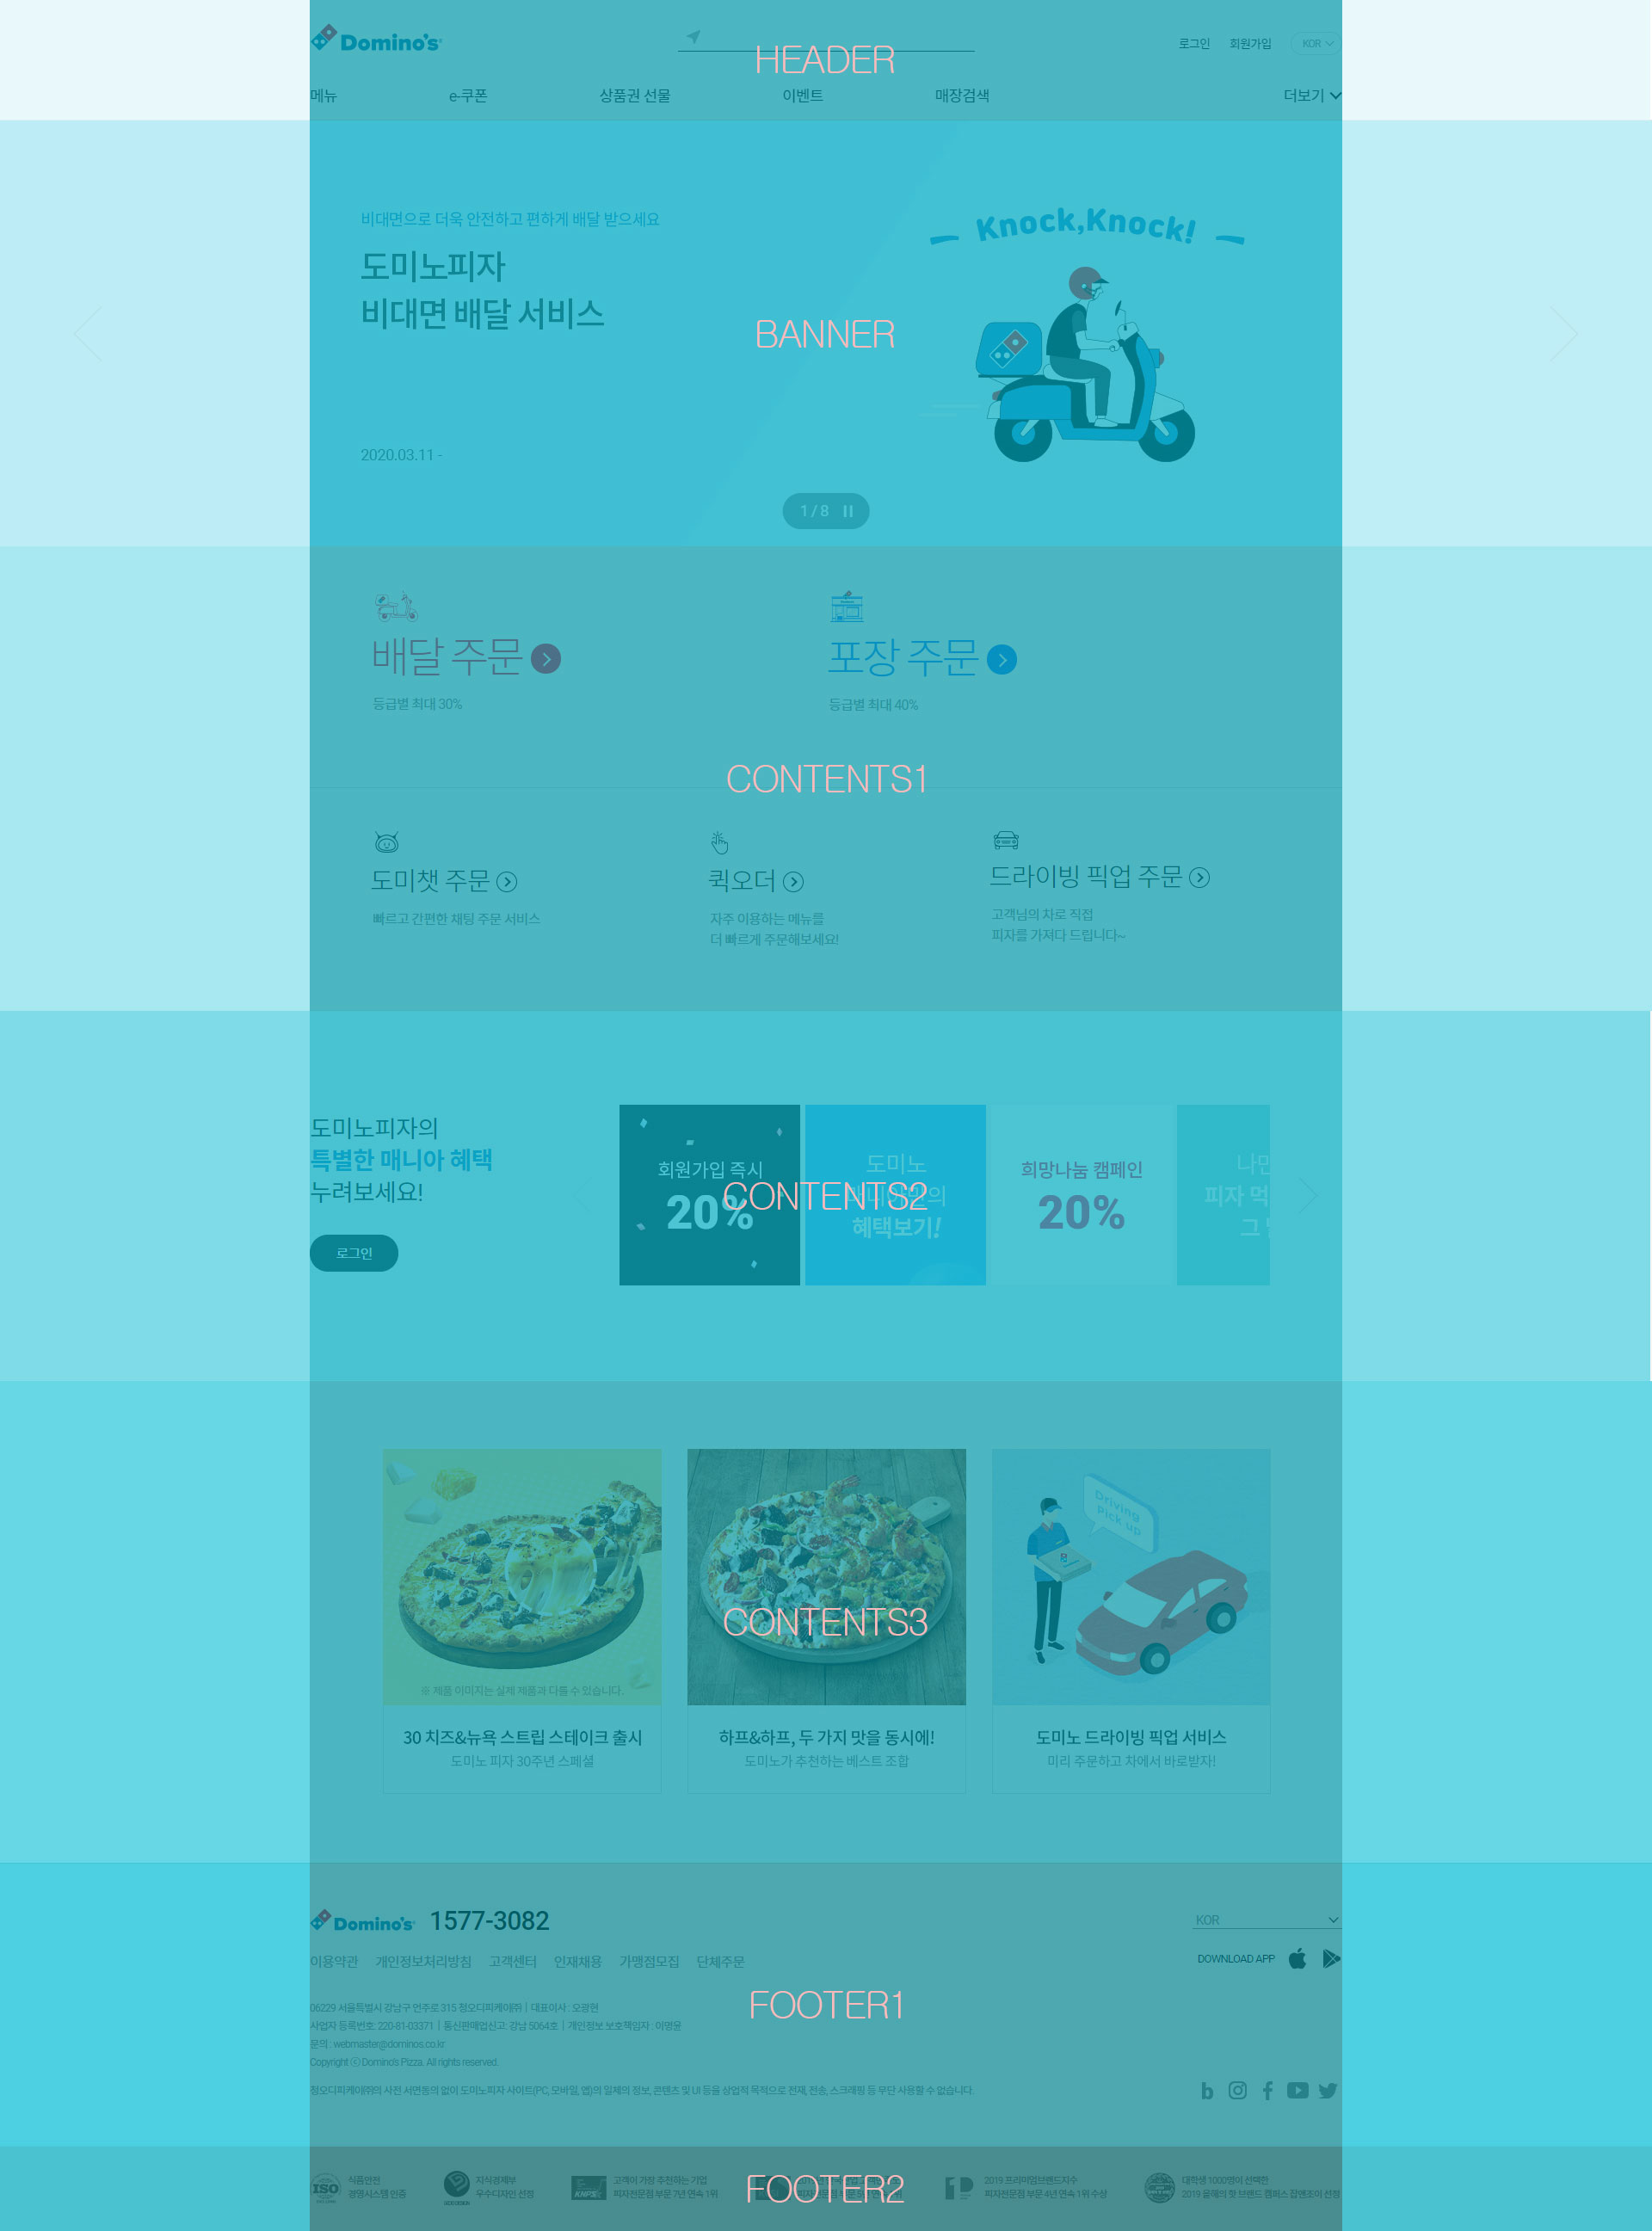 Domino's
로그인 회원가입 KOR
HEADER
메뉴 e-쿠폰 상품권 선물 이벤트 매장검색 더보기
비대면으로 더욱 안전하고 편하게 배달 받으세요
도미노피자
비대면 배달 서비스
Knock,Knock!
BANNER
2020.03.11 -
1 / 8
배달 주문
등급별 최대 30%
포장 주문
등급별 최대 40%
CONTENTS1
도미챗 주문
빠르고 간편한 채팅 주문 서비스
퀵오더
자주 이용하는 메뉴를
더 빠르게 주문해보세요!
드라이빙 픽업 주문
고객님의 차로 직접
피자를 가져다 드립니다~
도미노피자의
특별한 매니아 혜택
누려보세요!
로그인
회원가입 즉시
20%
도미노
혜택보기!
희망나눔 캠페인
20%
피자 먹
CONTENTS2
Driving
Pick up
CONTENTS3
※ 제품 이미지는 실제 제품과 다를 수 있습니다.
30 치즈&뉴욕 스트립 스테이크 출시
도미노 피자 30주년 스페셜
하프&하프, 두 가지 맛을 동시에!
도미노가 추천하는 베스트 조합
도미노 드라이빙 픽업 서비스
미리 주문하고 차에서 바로받자!
Domino's 1577-3082
KOR
이용약관 개인정보처리방침 고객센터 인재채용 가맹점모집 단체주문
DOWNLOAD APP
FOOTER1
06229 서울특별시 강남구 언주로 315 청오디피케이㈜ | 대표이사 : 오광현
사업자 등록번호: 220-81-03371 | 통신판매업신고: 강남 5064호 | 개인정보 보호책임자 : 이명윤
문의 : webmaster@dominos.co.kr
Copyright ⓒ Domino's Pizza. All rights reserved.
청오디피케이㈜의 사전 서면동의 없이 도미노피자 사이트(PC, 모바일, 앱)의 일체의 정보, 콘텐츠 및 UI 등을 상업적 목적으로 전재, 전송, 스크래핑 등 무단 사용할 수 없습니다.
ISO
식품안전
경영시스템 인증
지식경제부
우수디자인 선정
고객이 가장 추천하는 기업
피자전문점 부문 7년 연속 1위
FOOTER2
2019 프리미엄브랜드지수
피자전문점 부문 4년 연속 1위 수상
대학생 1000명이 선택한
2019 올해의 핫 브랜드 캠퍼스 잡앤조이 선정